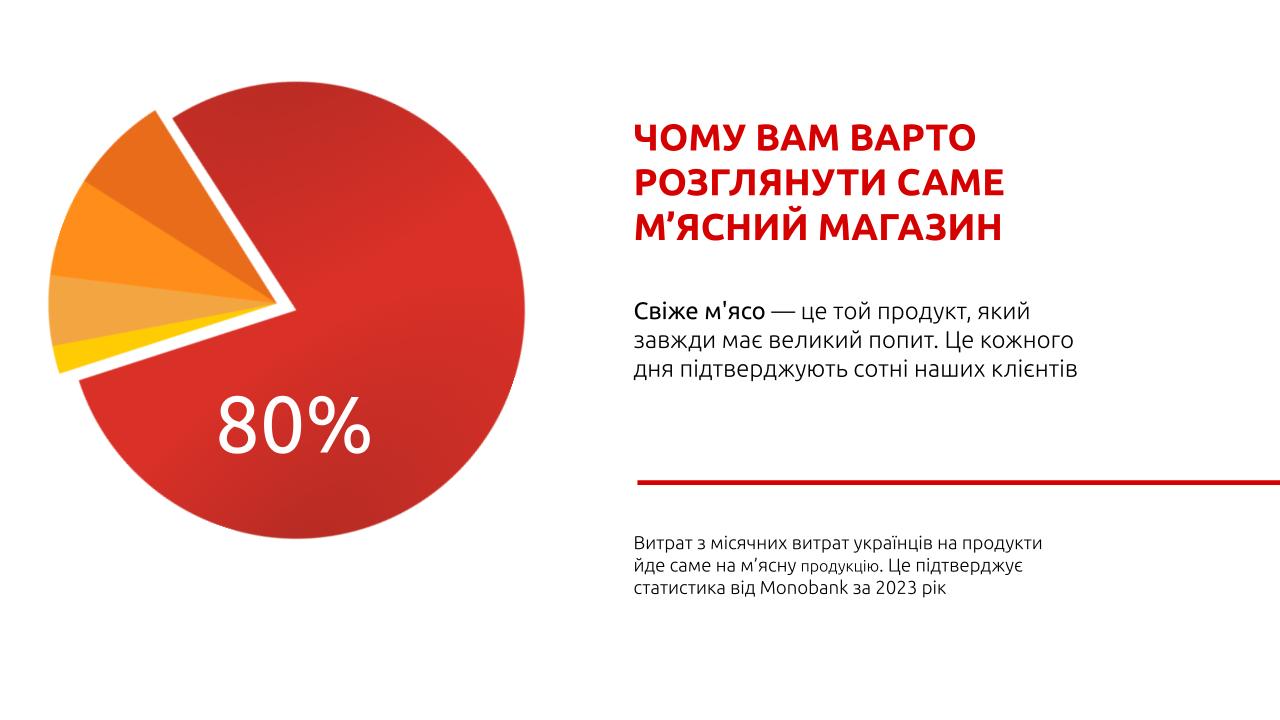 80%
ЧОМУ ВАМ ВАРТО
РОЗГЛЯНУТИ САМЕ
М’ЯСНИЙ МАГАЗИН
Свіже м'ясо — це той продукт, який
завжди має великий попит. Це кожного
дня підтверджують сотні наших клієнтів
Витрат з місячних витрат українців на продукти
йде саме на м’ясну продукцію. Це підтверджує
статистика від Monobank за 2023 рік